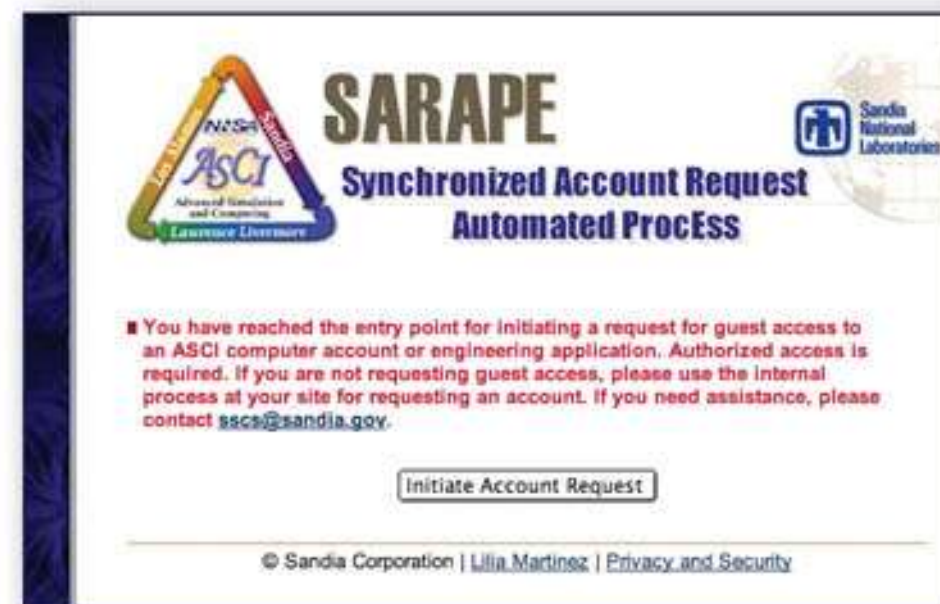 SARAPE
Synchronized Account Request
Automated ProcEss
Los Alamos
NNSA
Sandia
ASCI
Advanced Simulation
and Computing
Lawrence Livermore
Sandia
National
Laboratories
You have reached the entry point for initiating a request for guest access to
an ASCI computer account or engineering application. Authorized access is
required. If you are not requesting guest access, please use the internal
process at your site for requesting an account. If you need assistance, please
contact sscs@sandia.gov.
Initiate Account Request
© Sandia Corporation | Lilia Martinez | Privacy and Security